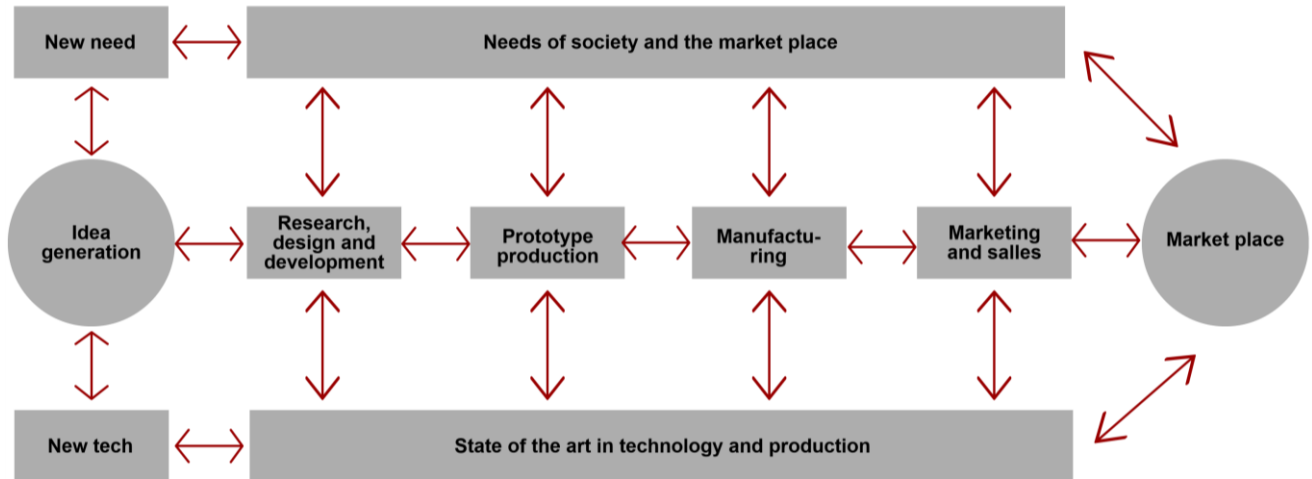 New need
Needs of society and the market place
Idea
generation
Research,
design and
development
Prototype
production
Manufactu-
ring
Marketing
and salles
Market place
New tech
State of the art in technology and production